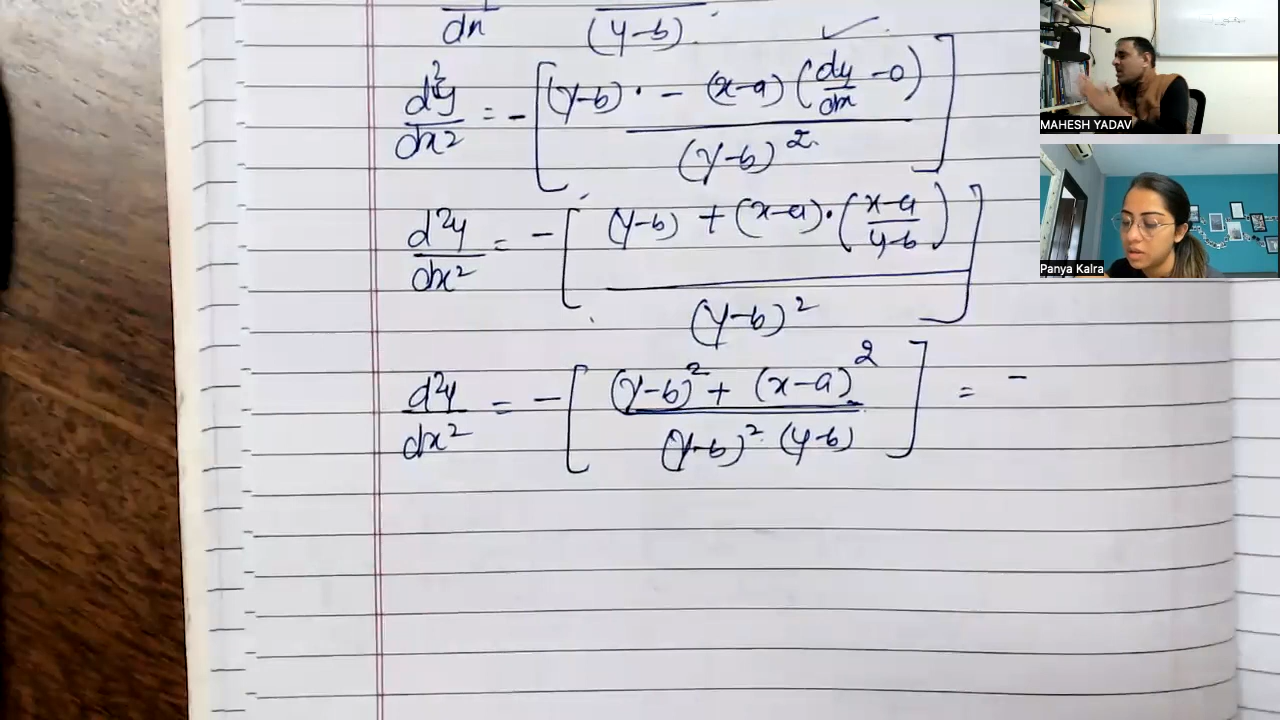 dx (y-b).
d²y/dx² = - [ (y-b) · - (x-a) (dy/dx - 0) / (y-b)² ]
d²y/dx² = - [ (y-b) + (x-a) · (x-a/y-b) / (y-b)² ]
d²y/dx² = - [ (y-b)² + (x-a)² / (y-b)² · (y-b) ] = -
MAHESH YADAV
Panya Kalra